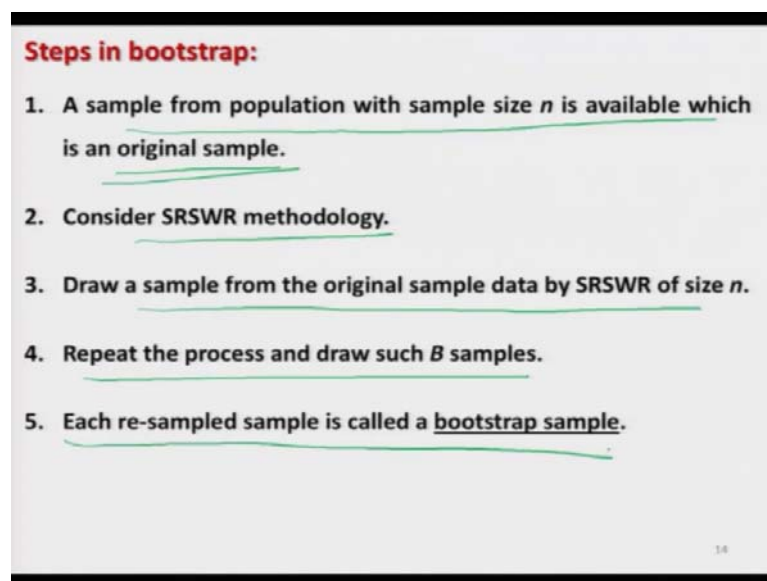 Steps in bootstrap:
1. A sample from population with sample size n is available which
is an original sample.
2. Consider SRSWR methodology.
3. Draw a sample from the original sample data by SRSWR of size n.
4. Repeat the process and draw such B samples.
5. Each re-sampled sample is called a bootstrap sample.
14